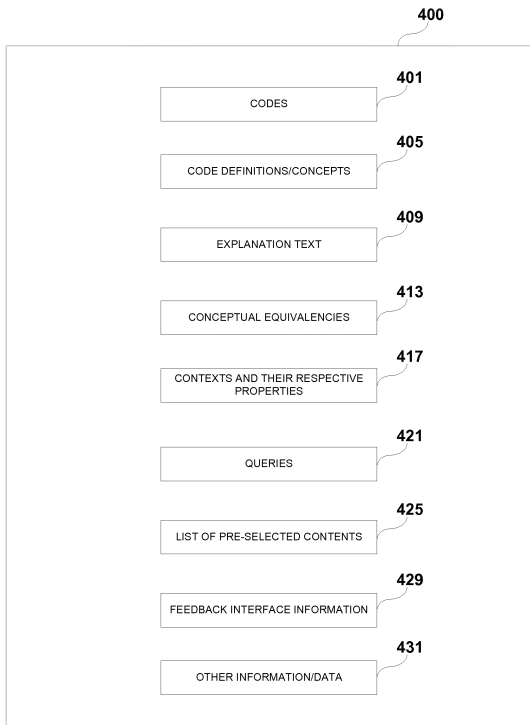 400
401
CODES
405
CODE DEFINITIONS/CONCEPTS
409
EXPLANATION TEXT
413
CONCEPTUAL EQUIVALENCIES
417
CONTEXTS AND THEIR RESPECTIVE
PROPERTIES
421
QUERIES
425
LIST OF PRE-SELECTED CONTENTS
429
FEEDBACK INTERFACE INFORMATION
431
OTHER INFORMATION/DATA